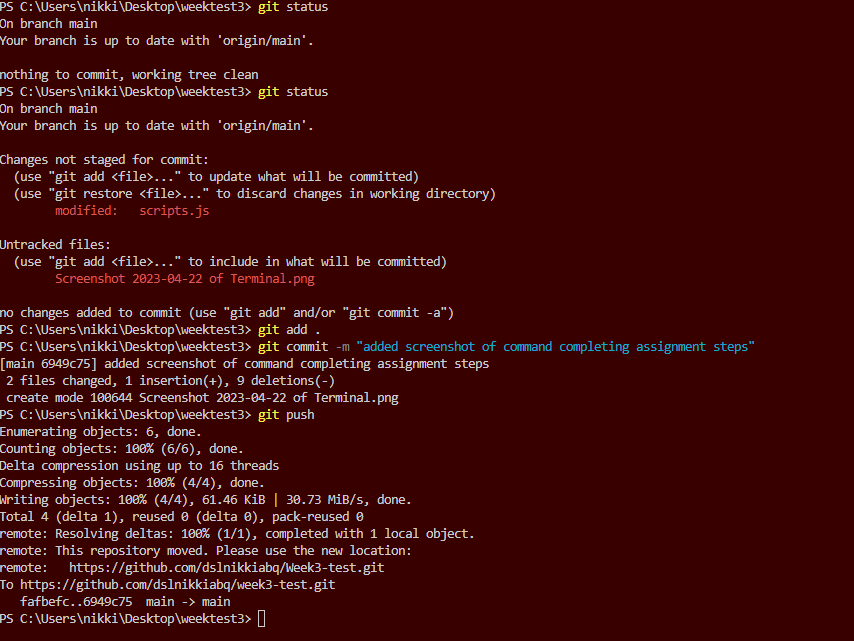 PS C:\Users\nikki\Desktop\weektest3> git status
On branch main
Your branch is up to date with 'origin/main'.
nothing to commit, working tree clean
PS C:\Users\nikki\Desktop\weektest3> git status
On branch main
Your branch is up to date with 'origin/main'.
Changes not staged for commit:
  (use "git add <file>..." to update what will be committed)
  (use "git restore <file>..." to discard changes in working directory)
        modified:   scripts.js
Untracked files:
  (use "git add <file>..." to include in what will be committed)
        Screenshot 2023-04-22 of Terminal.png
no changes added to commit (use "git add" and/or "git commit -a")
PS C:\Users\nikki\Desktop\weektest3> git add .
PS C:\Users\nikki\Desktop\weektest3> git commit -m "added screenshot of command completing assignment steps"
[main 6949c75] added screenshot of command completing assignment steps
 2 files changed, 1 insertion(+), 9 deletions(-)
 create mode 100644 Screenshot 2023-04-22 of Terminal.png
PS C:\Users\nikki\Desktop\weektest3> git push
Enumerating objects: 6, done.
Counting objects: 100% (6/6), done.
Delta compression using up to 16 threads
Compressing objects: 100% (4/4), done.
Writing objects: 100% (4/4), 61.46 KiB | 30.73 MiB/s, done.
Total 4 (delta 1), reused 0 (delta 0), pack-reused 0
remote: Resolving deltas: 100% (1/1), completed with 1 local object.
remote: This repository moved. Please use the new location:
remote:   https://github.com/dslnikkiabq/Week3-test.git
To https://github.com/dslnikkiabq/week3-test.git
   fafbefc..6949c75  main -> main
PS C:\Users\nikki\Desktop\weektest3>